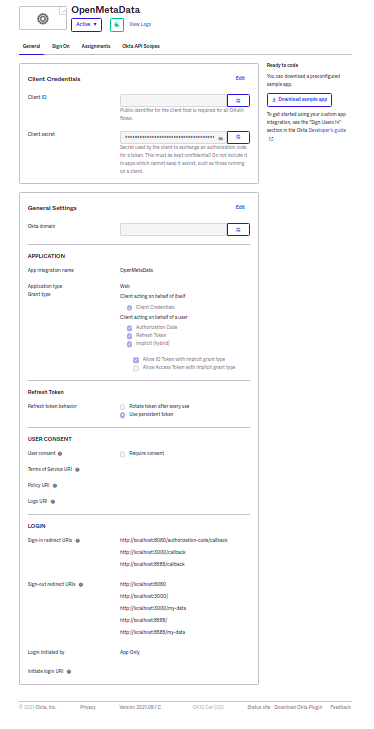 OpenMetaData
Active ▾
View Logs
General
Sign On
Assignments
Okta API Scopes
Client Credentials
Edit
Client ID
Public identifier for the client that is required for all OAuth
flows.
Client secret
••••••••••••••••••••••••••••••••••••••••
Secret used by the client to exchange an authorization code
for a token. This must be kept confidential! Do not include it
in apps which cannot keep it secret, such as those running
on a client.
General Settings
Edit
Okta domain
APPLICATION
App integration name
OpenMetaData
Application type
Web
Grant type
Client acting on behalf of itself
Client Credentials
Client acting on behalf of a user
Authorization Code
Refresh Token
Implicit (hybrid)
Allow ID Token with implicit grant type
Allow Access Token with implicit grant type
Refresh Token
Refresh token behavior
Rotate token after every use
Use persistent token
USER CONSENT
User consent
Require consent
Terms of Service URI
Policy URI
Logo URI
LOGIN
Sign-in redirect URIs
http://localhost:8080/authorization-code/callback
http://localhost:3000/callback
http://localhost:8585/callback
Sign-out redirect URIs
http://localhost:8080
http://localhost:3000/
http://localhost:3000/my-data
http://localhost:8585/
http://localhost:8585/my-data
Login initiated by
App Only
Initiate login URI
Ready to code
You can download a preconfigured
sample app.
Download sample app
To get started using your custom app
integration, see the "Sign Users In"
section in the Okta Developer's guide
© 2021 Okta, Inc.
Privacy
Version 2021.09.1 C
OK12 Cell (US)
Status site
Download Okta Plugin
Feedback